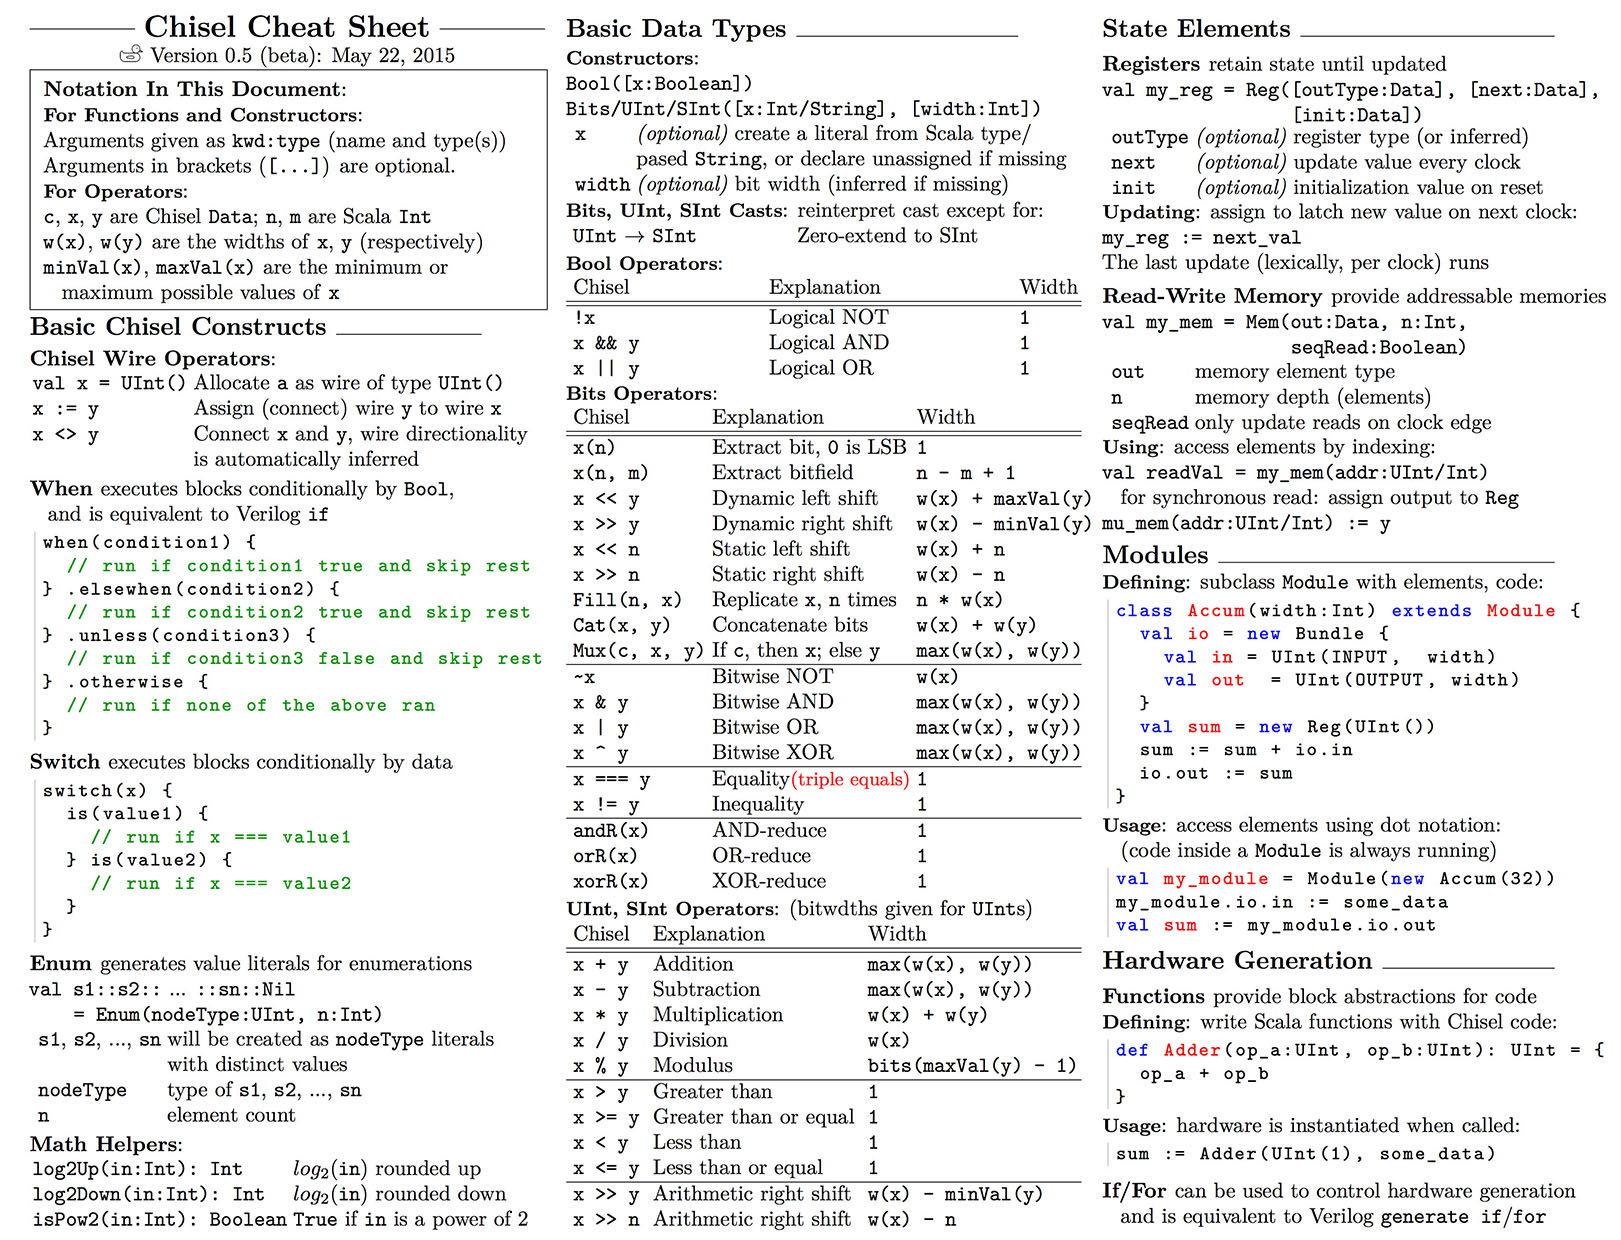 Chisel Cheat Sheet
Version 0.5 (beta): May 22, 2015
Notation In This Document:
For Functions and Constructors:
Arguments given as kwd:type (name and type(s))
Arguments in brackets ([...]) are optional.
For Operators:
c, x, y are Chisel Data; n, m are Scala Int
w(x), w(y) are the widths of x, y (respectively)
minVal(x), maxVal(x) are the minimum or
maximum possible values of x
Basic Chisel Constructs
Chisel Wire Operators:
val x = UInt() Allocate a as wire of type UInt()
x := y Assign (connect) wire y to wire x
x <> y Connect x and y, wire directionality
is automatically inferred
When executes blocks conditionally by Bool,
and is equivalent to Verilog if
when(condition1) {
// run if condition1 true and skip rest
} .elsewhen(condition2) {
// run if condition2 true and skip rest
} .unless(condition3) {
// run if condition3 false and skip rest
} .otherwise {
// run if none of the above ran
}
Switch executes blocks conditionally by data
switch(x) {
is(value1) {
// run if x === value1
} is(value2) {
// run if x === value2
}
}
Enum generates value literals for enumerations
val s1::s2:: ... ::sn::Nil
= Enum(nodeType:UInt, n:Int)
s1, s2, ..., sn will be created as nodeType literals
with distinct values
nodeType type of s1, s2, ..., sn
n element count
Math Helpers:
log2Up(in:Int): Int log2(in) rounded up
log2Down(in:Int): Int log2(in) rounded down
isPow2(in:Int): Boolean True if in is a power of 2
Basic Data Types
Constructors:
Bool([x:Boolean])
Bits/UInt/SInt([x:Int/String], [width:Int])
x (optional) create a literal from Scala type/
pased String, or declare unassigned if missing
width (optional) bit width (inferred if missing)
Bits, UInt, SInt Casts: reinterpret cast except for:
UInt → SInt Zero-extend to SInt
Bool Operators:
Chisel Explanation Width
!x Logical NOT 1
x && y Logical AND 1
x || y Logical OR 1
Bits Operators:
Chisel Explanation Width
x(n) Extract bit, 0 is LSB 1
x(n, m) Extract bitfield n - m + 1
x << y Dynamic left shift w(x) + maxVal(y)
x >> y Dynamic right shift w(x) - minVal(y)
x << n Static left shift w(x) + n
x >> n Static right shift w(x) - n
Fill(n, x) Replicate x, n times n * w(x)
Cat(x, y) Concatenate bits w(x) + w(y)
Mux(c, x, y) If c, then x; else y max(w(x), w(y))
~x Bitwise NOT w(x)
x & y Bitwise AND max(w(x), w(y))
x | y Bitwise OR max(w(x), w(y))
x ^ y Bitwise XOR max(w(x), w(y))
x === y Equality(triple equals) 1
x != y Inequality 1
andR(x) AND-reduce 1
orR(x) OR-reduce 1
xorR(x) XOR-reduce 1
UInt, SInt Operators: (bitwdths given for UInts)
Chisel Explanation Width
x + y Addition max(w(x), w(y))
x - y Subtraction max(w(x), w(y))
x * y Multiplication w(x) + w(y)
x / y Division w(x)
x % y Modulus bits(maxVal(y) - 1)
x > y Greater than 1
x >= y Greater than or equal 1
x < y Less than 1
x <= y Less than or equal 1
x >> y Arithmetic right shift w(x) - minVal(y)
x >> n Arithmetic right shift w(x) - n
State Elements
Registers retain state until updated
val my_reg = Reg([outType:Data], [next:Data],
[init:Data])
outType (optional) register type (or inferred)
next (optional) update value every clock
init (optional) initialization value on reset
Updating: assign to latch new value on next clock:
my_reg := next_val
The last update (lexically, per clock) runs
Read-Write Memory provide addressable memories
val my_mem = Mem(out:Data, n:Int,
seqRead:Boolean)
out memory element type
n memory depth (elements)
seqRead only update reads on clock edge
Using: access elements by indexing:
val readVal = my_mem(addr:UInt/Int)
for synchronous read: assign output to Reg
mu_mem(addr:UInt/Int) := y
Modules
Defining: subclass Module with elements, code:
class Accum(width:Int) extends Module {
val io = new Bundle {
val in = UInt(INPUT, width)
val out = UInt(OUTPUT, width)
}
val sum = new Reg(UInt())
sum := sum + io.in
io.out := sum
}
Usage: access elements using dot notation:
(code inside a Module is always running)
val my_module = Module(new Accum(32))
my_module.io.in := some_data
val sum := my_module.io.out
Hardware Generation
Functions provide block abstractions for code
Defining: write Scala functions with Chisel code:
def Adder(op_a:UInt, op_b:UInt): UInt = {
op_a + op_b
}
Usage: hardware is instantiated when called:
sum := Adder(UInt(1), some_data)
If/For can be used to control hardware generation
and is equivalent to Verilog generate if/for